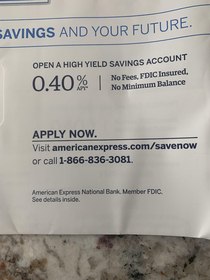 SAVINGS AND YOUR FUTURE.
OPEN A HIGH YIELD SAVINGS ACCOUNT
0.40% APY*
No Fees, FDIC Insured,
No Minimum Balance
APPLY NOW.
Visit americanexpress.com/savenow
or call 1-866-836-3081.
American Express National Bank. Member FDIC.
See details inside.